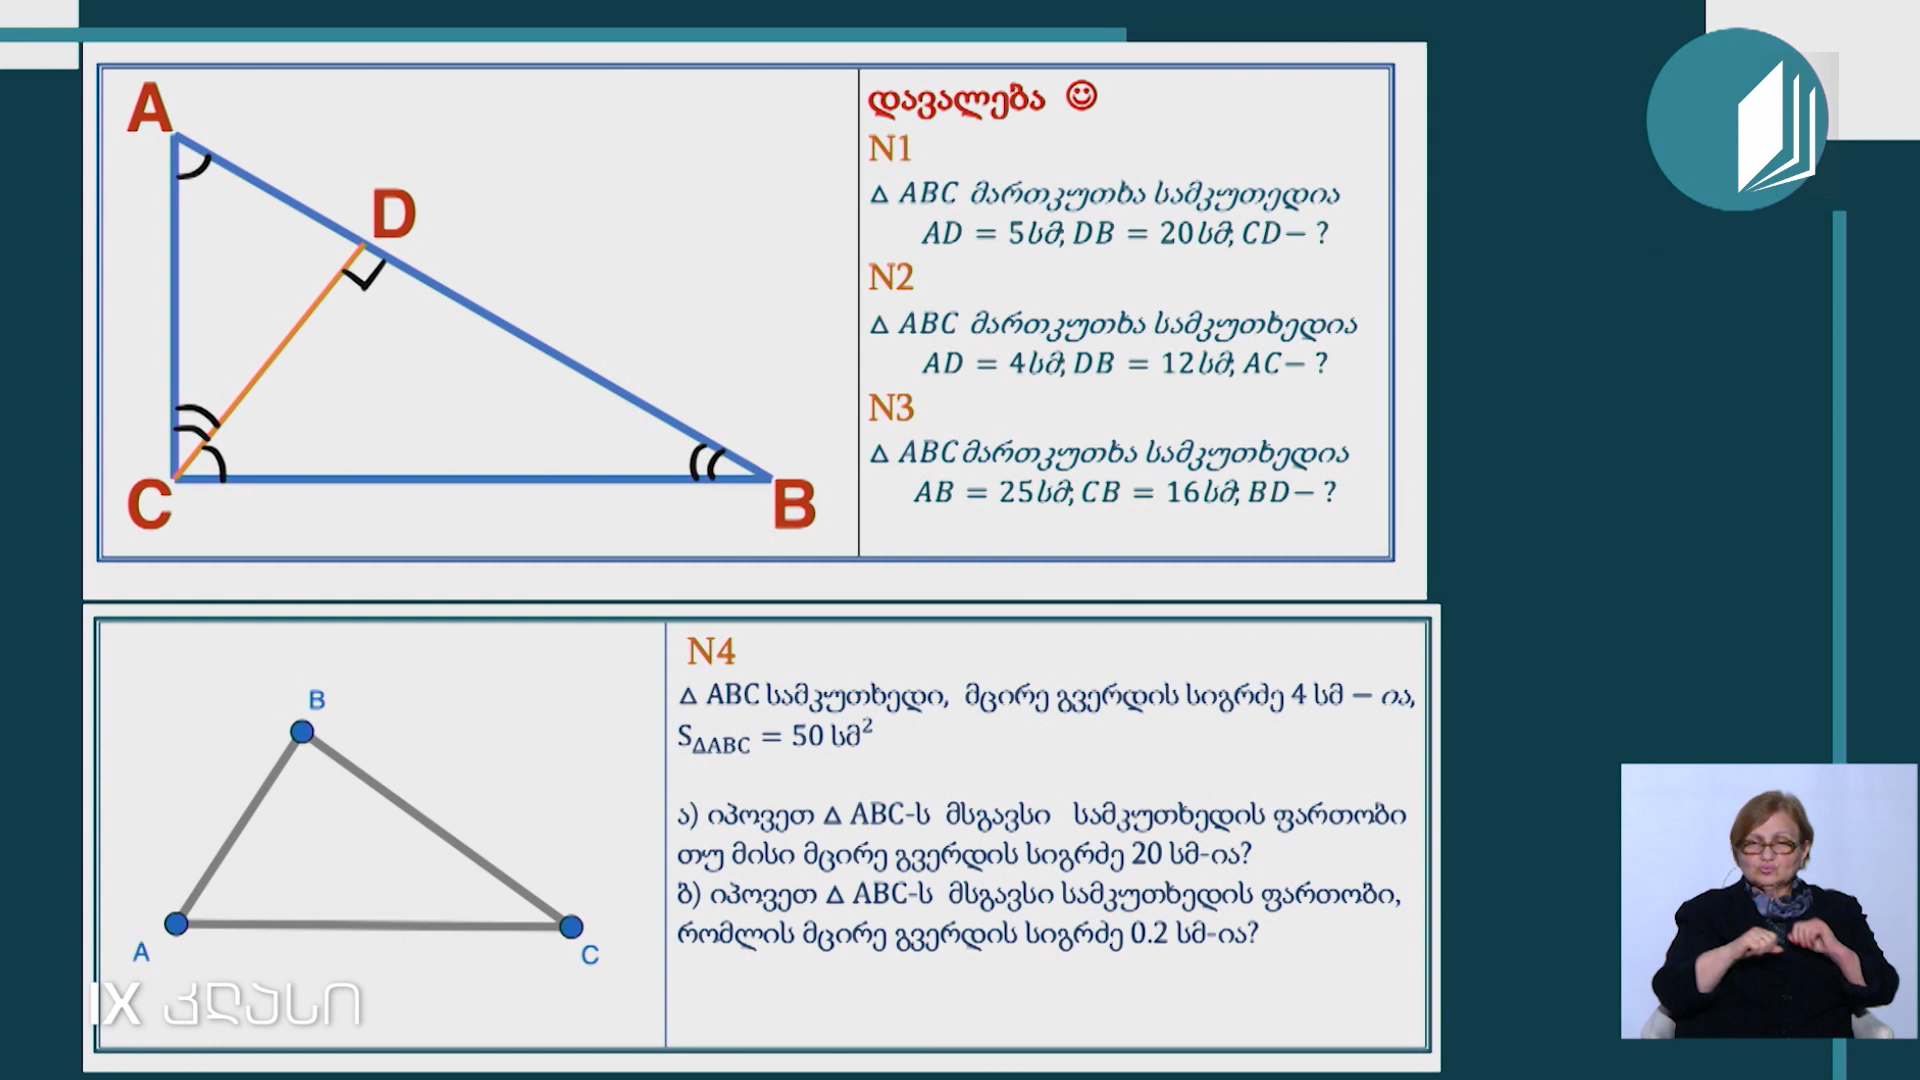 A
D
C
B
დავალება ☺
N1
△ ABC მართკუთხა სამკუთედია
AD = 5სმ; DB = 20სმ; CD− ?
N2
△ ABC მართკუთხა სამკუთხედია
AD = 4სმ; DB = 12სმ; AC− ?
N3
△ ABC მართკუთხა სამკუთხედია
AB = 25სმ; CB = 16სმ; BD− ?
B
A
C
IX კლასი
N4
△ ABC სამკუთხედი, მცირე გვერდის სიგრძე 4 სმ − ია,
S∆ABC = 50 სმ²
ა) იპოვეთ △ ABC-ს მსგავსი სამკუთხედის ფართობი
თუ მისი მცირე გვერდის სიგრძე 20 სმ-ია?
ბ) იპოვეთ △ ABC-ს მსგავსი სამკუთხედის ფართობი,
რომლის მცირე გვერდის სიგრძე 0.2 სმ-ია?